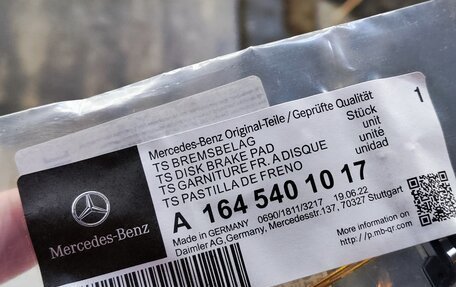 Mercedes-Benz Original-Teile / Geprüfte Qualität
TS BREMSBELAG
TS DISK BRAKE PAD
TS GARNITURE FR. A DISQUE
TS PASTILLA DE FRENO
Stück
unit
unité
unidad
1
A 164 540 10 17
Made in GERMANY 0690/1811/3217 19.06.22
Daimler AG, Germany, Mercedesstr.137, 70327 Stuttgart
More information on
http://p.mb-qr.com
Mercedes-Benz